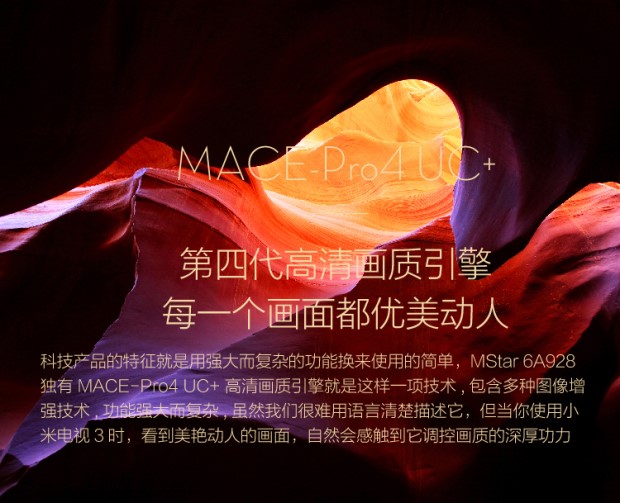 MACE-Pro4 UC+
第四代高清画质引擎
每一个画面都优美动人
科技产品的特征就是用强大而复杂的功能换来使用的简单，MStar 6A928
独有 MACE-Pro4 UC+ 高清画质引擎就是这样一项技术，包含多种图像增
强技术，功能强大而复杂，虽然我们很难用语言清楚描述它，但当你使用小
米电视 3 时，看到美艳动人的画面，自然会感触到它调控画质的深厚功力